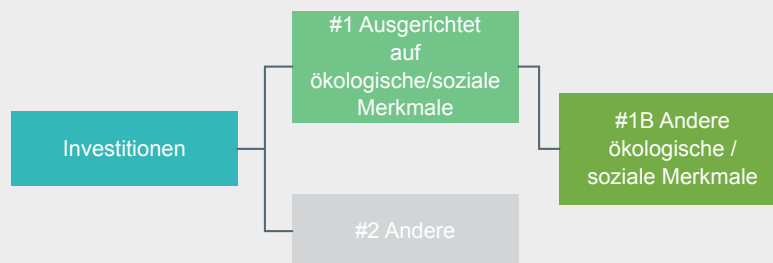 #1 Ausgerichtet
auf
ökologische/soziale
Merkmale
Investitionen
#1B Andere
ökologische /
soziale Merkmale
#2 Andere